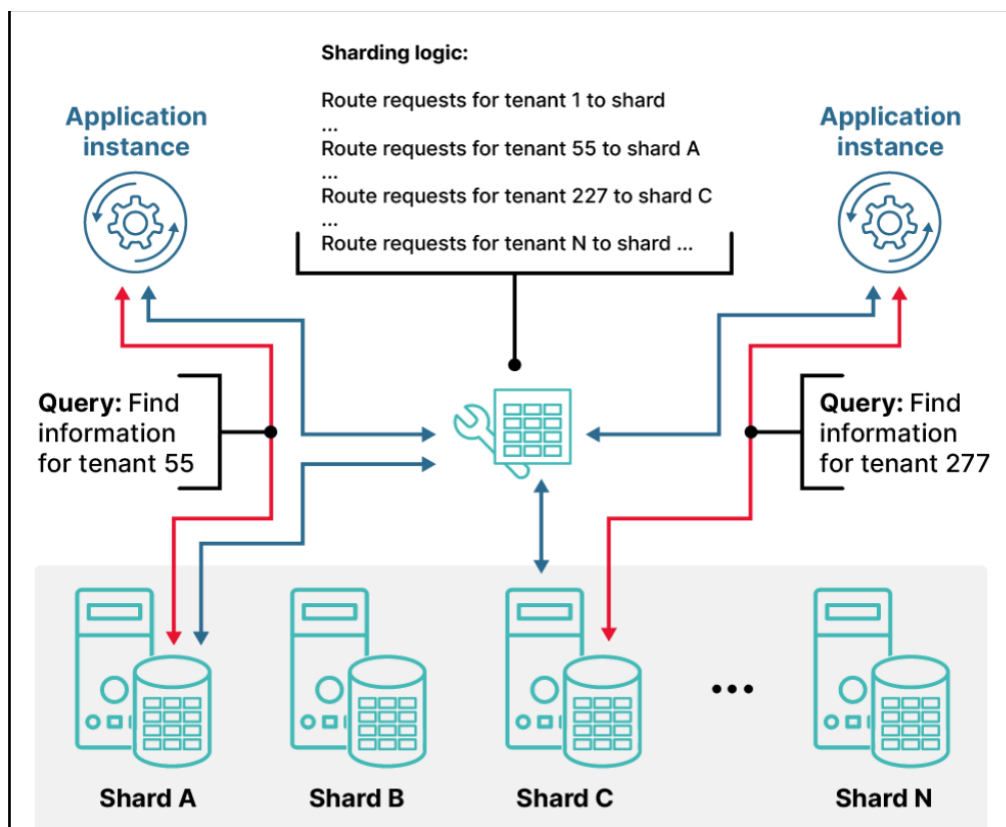 Sharding logic:
Route requests for tenant 1 to shard
...
Route requests for tenant 55 to shard A
...
Route requests for tenant 227 to shard C
...
Route requests for tenant N to shard ...
Application
instance
Application
instance
Query: Find
information
for tenant 55
Query: Find
information
for tenant 277
...
Shard A
Shard B
Shard C
Shard N